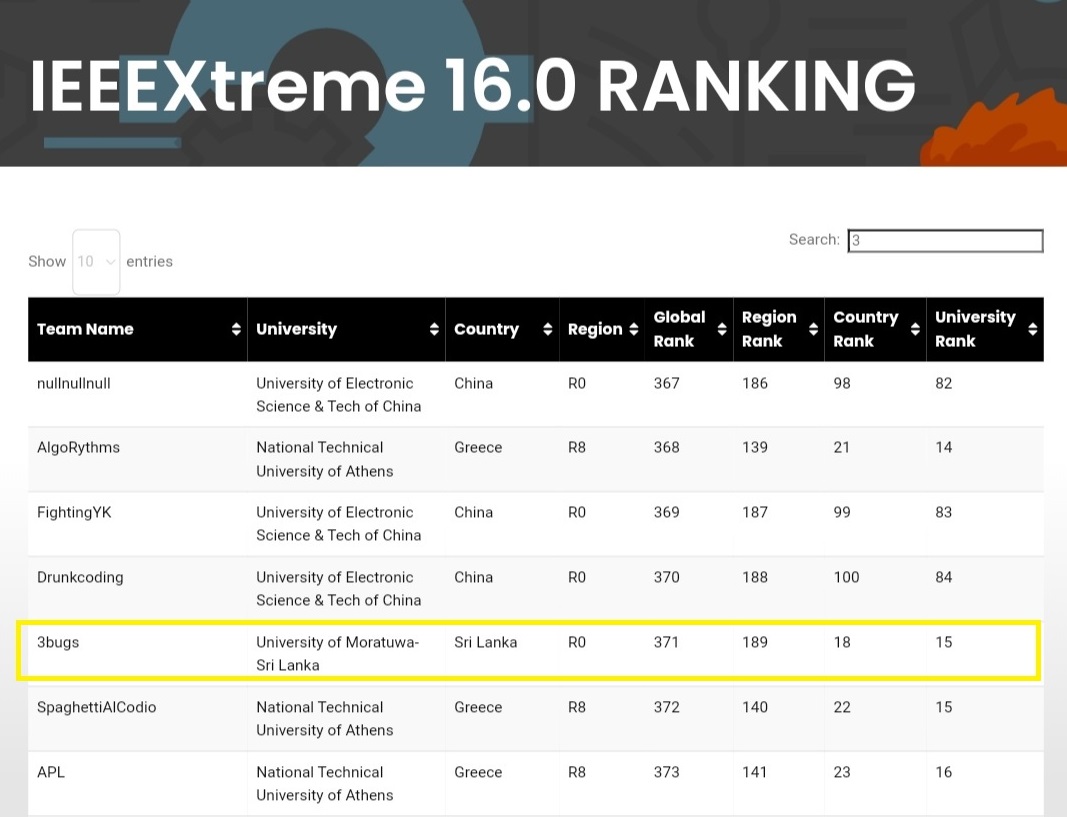 IEEEXtreme 16.0 RANKING
Search: 3
Show 10 entries
Team Name University Country Region Global Rank Region Rank Country Rank University Rank
nullnullnull University of Electronic Science & Tech of China China R0 367 186 98 82
AlgoRythms National Technical University of Athens Greece R8 368 139 21 14
FightingYK University of Electronic Science & Tech of China China R0 369 187 99 83
Drunkcoding University of Electronic Science & Tech of China China R0 370 188 100 84
3bugs University of Moratuwa- Sri Lanka Sri Lanka R0 371 189 18 15
SpaghettiAlCodio National Technical University of Athens Greece R8 372 140 22 15
APL National Technical University of Athens Greece R8 373 141 23 16